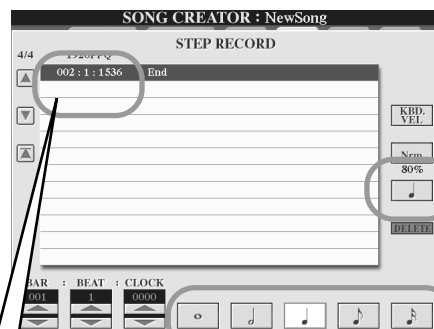 SONG CREATOR : NewSong
STEP RECORD
4/4 1920PPQ
002 : 1 : 1536 End
KBD.
VEL
Nrm
80%
DELETE
BAR : BEAT : CLOCK
001 1 0000